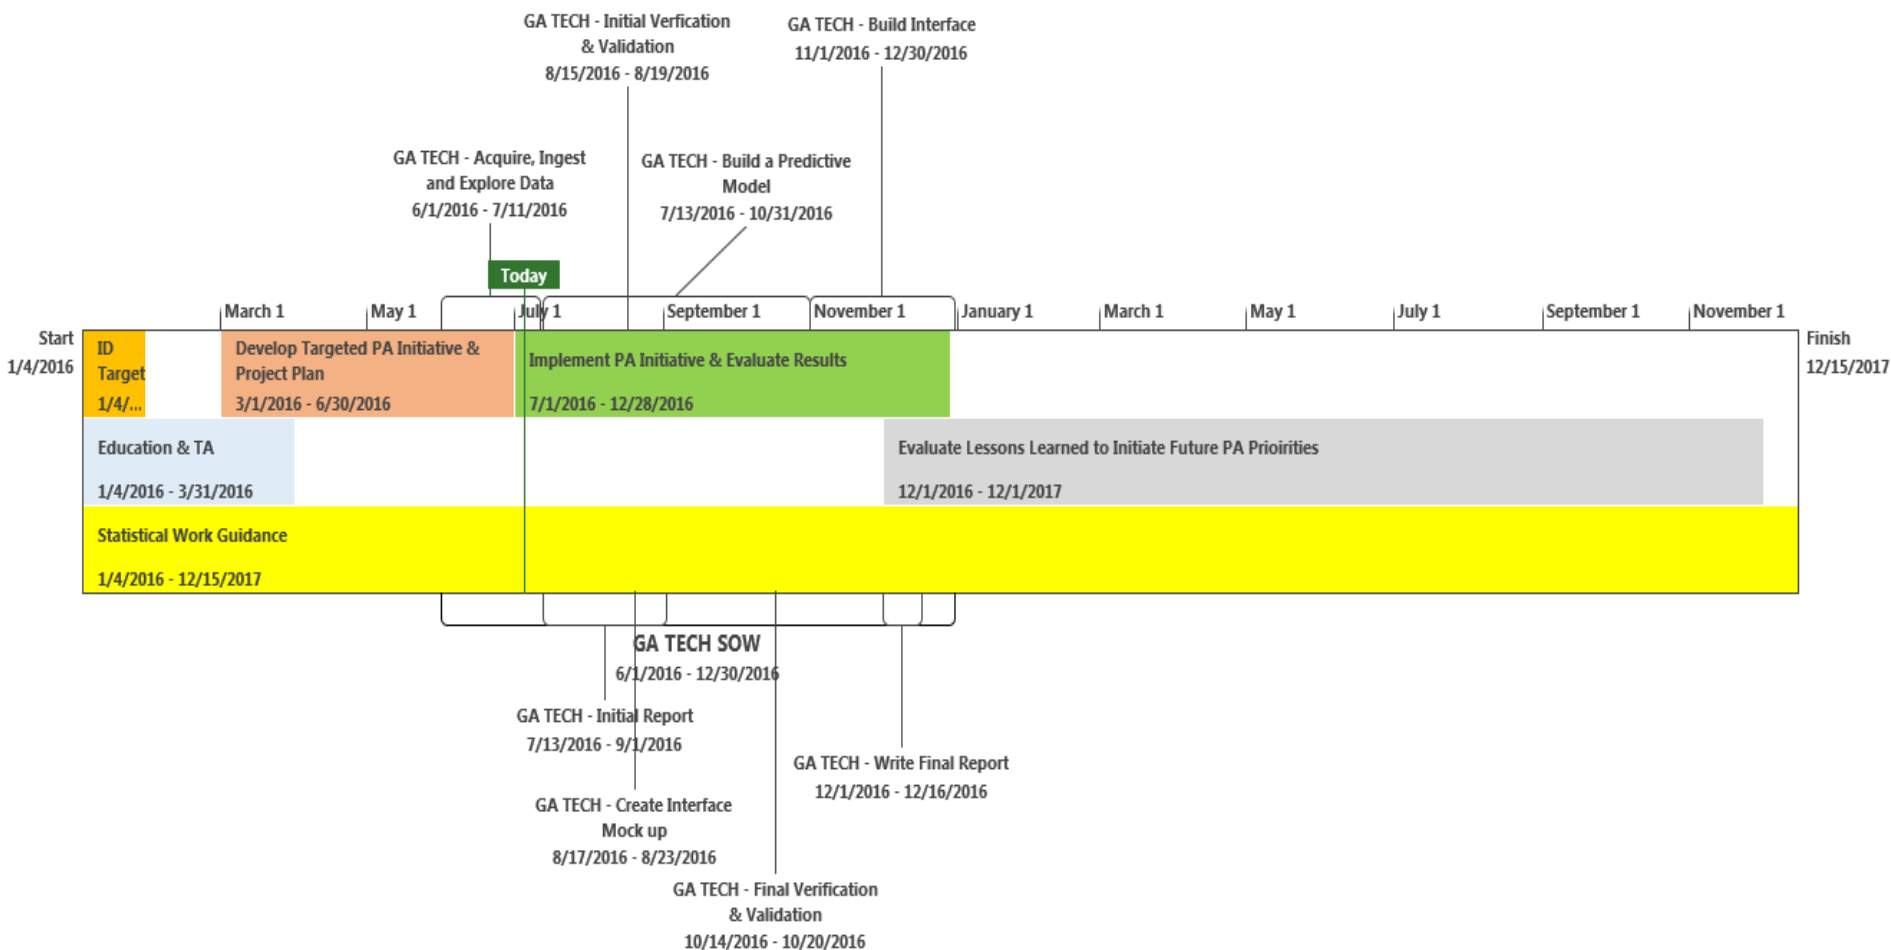 GA TECH - Initial Verfication
& Validation
8/15/2016 - 8/19/2016
GA TECH - Build Interface
11/1/2016 - 12/30/2016
GA TECH - Acquire, Ingest
and Explore Data
6/1/2016 - 7/11/2016
GA TECH - Build a Predictive
Model
7/13/2016 - 10/31/2016
Today
March 1
May 1
July 1
September 1
November 1
January 1
March 1
May 1
July 1
September 1
November 1
Start
1/4/2016
Finish
12/15/2017
ID
Target
1/4/...
Develop Targeted PA Initiative &
Project Plan
3/1/2016 - 6/30/2016
Implement PA Initiative & Evaluate Results
7/1/2016 - 12/28/2016
Education & TA
1/4/2016 - 3/31/2016
Evaluate Lessons Learned to Initiate Future PA Prioirities
12/1/2016 - 12/1/2017
Statistical Work Guidance
1/4/2016 - 12/15/2017
GA TECH SOW
6/1/2016 - 12/30/2016
GA TECH - Initial Report
7/13/2016 - 9/1/2016
GA TECH - Write Final Report
12/1/2016 - 12/16/2016
GA TECH - Create Interface
Mock up
8/17/2016 - 8/23/2016
GA TECH - Final Verification
& Validation
10/14/2016 - 10/20/2016